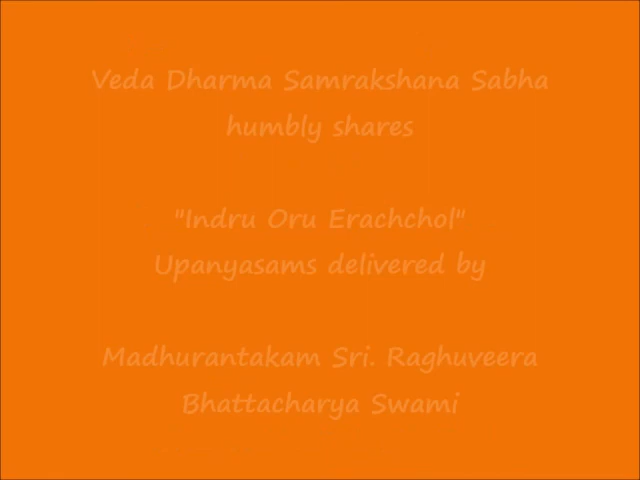 Veda Dharma Samrakshana Sabha
humbly shares
"Indru Oru Erachchol"
Upanyasams delivered by
Madhurantakam Sri. Raghuveera
Bhattacharya Swami